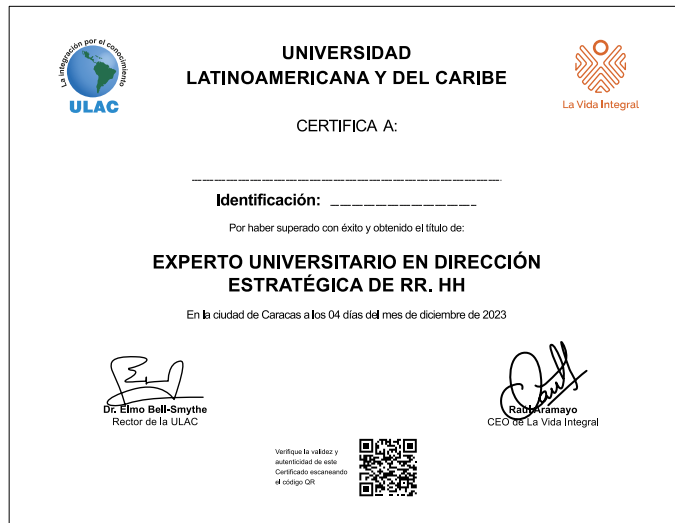 La integración por el conocimiento
ULAC
UNIVERSIDAD
LATINOAMERICANA Y DEL CARIBE
La Vida Integral
CERTIFICA A:
Identificación:
Por haber superado con éxito y obtenido el título de:
EXPERTO UNIVERSITARIO EN DIRECCIÓN
ESTRATÉGICA DE RR. HH
En la ciudad de Caracas a los 04 días del mes de diciembre de 2023
Dr. Elmo Bell-Smythe
Rector de la ULAC
Raúl Aramayo
CEO de La Vida Integral
Verifique la validez y
autenticidad de este
Certificado escaneando
el código QR